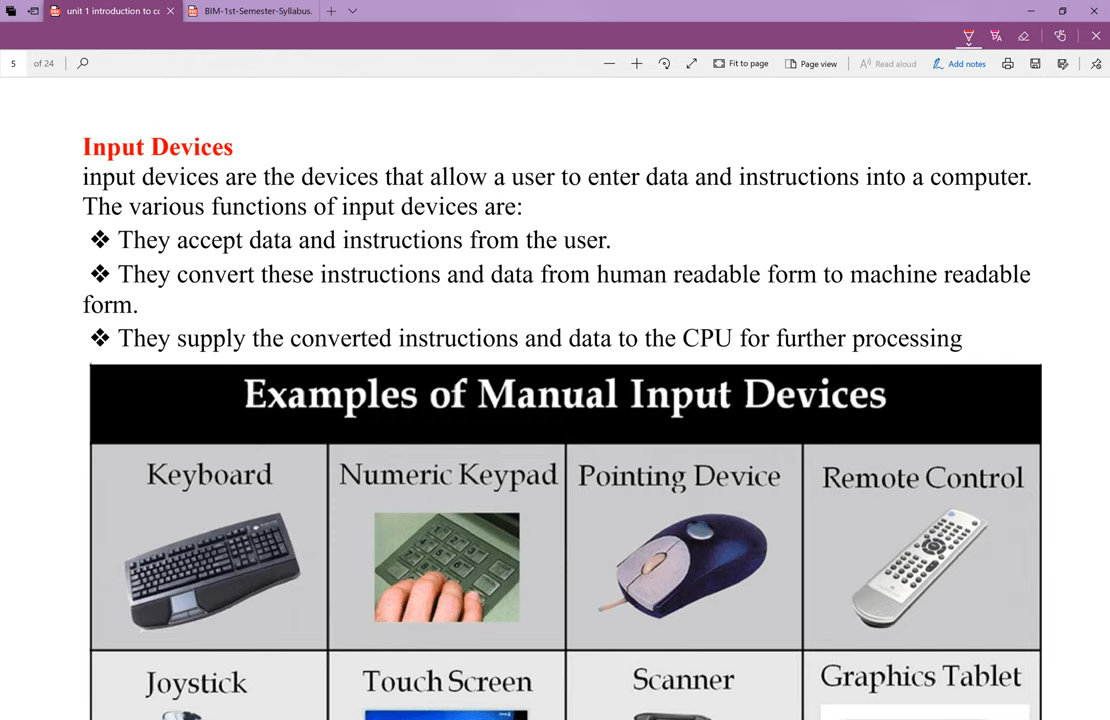 unit 1 introduction to cc
BIM-1st-Semester-Syllabus.
5 of 24
Fit to page
Page view
Read aloud
Add notes
Input Devices
input devices are the devices that allow a user to enter data and instructions into a computer.
The various functions of input devices are:
❖ They accept data and instructions from the user.
❖ They convert these instructions and data from human readable form to machine readable
form.
❖ They supply the converted instructions and data to the CPU for further processing
Examples of Manual Input Devices
Keyboard
Numeric Keypad
Pointing Device
Remote Control
Joystick
Touch Screen
Scanner
Graphics Tablet